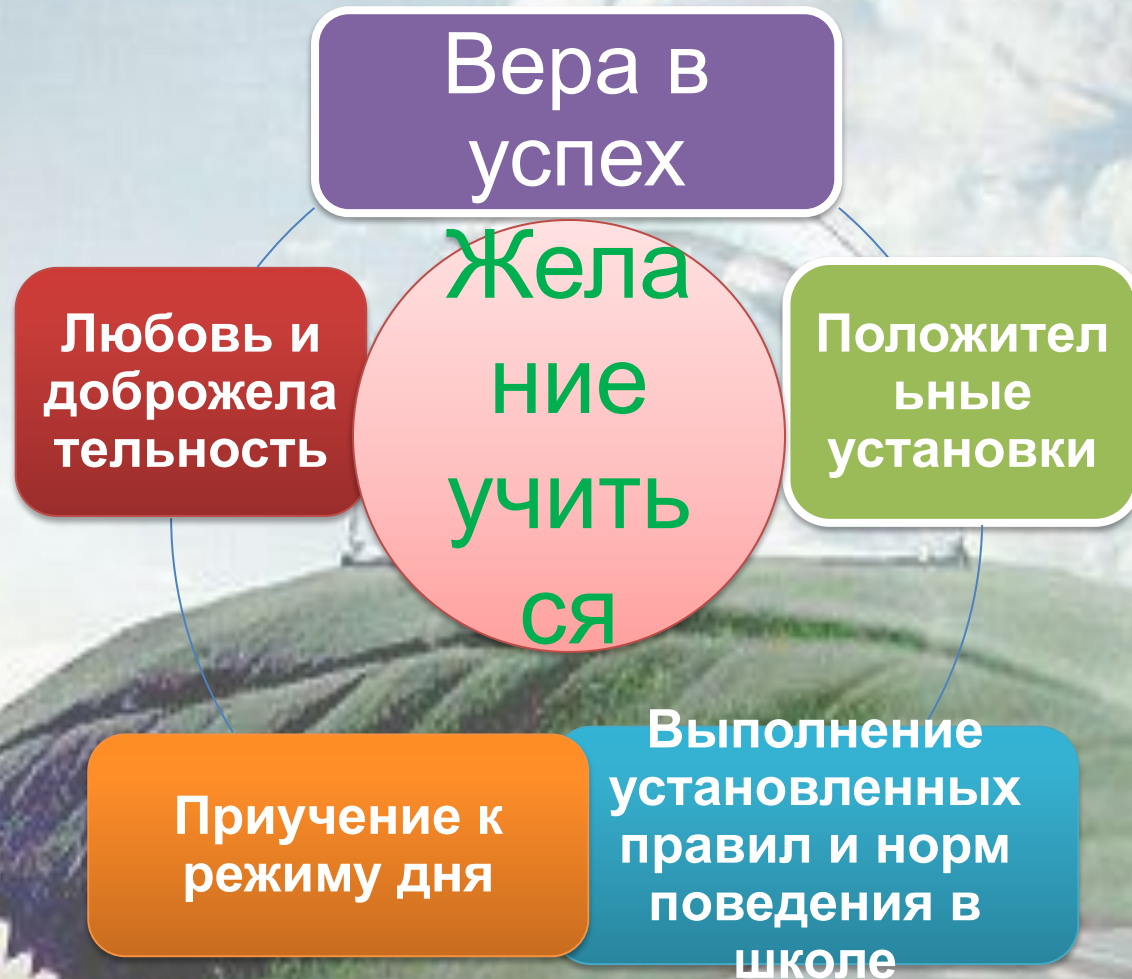 Вера в
успех
Жела
ние
учить
ся
Любовь и
доброжела
тельность
Положител
ьные
установки
Приучение к
режиму дня
Выполнение
установленных
правил и норм
поведения в
школе